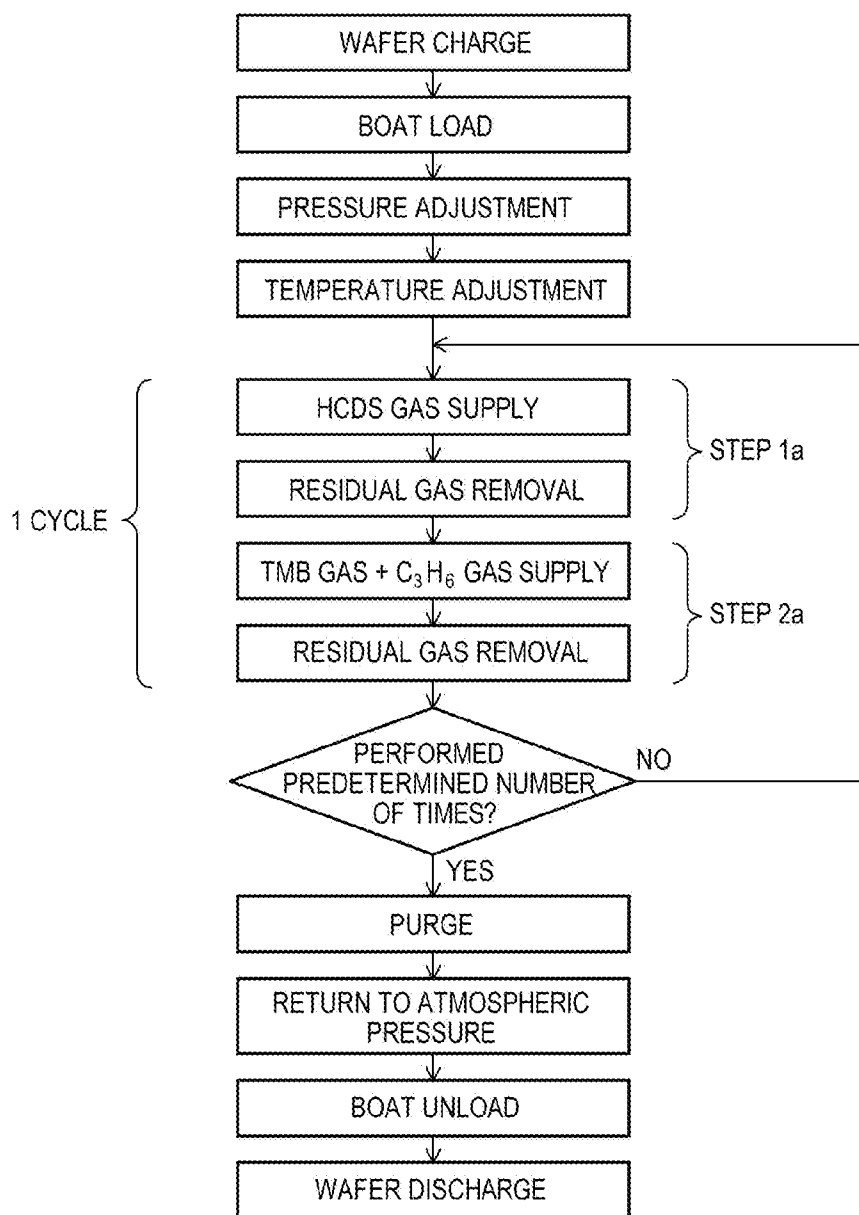 WAFER CHARGE
BOAT LOAD
PRESSURE ADJUSTMENT
TEMPERATURE ADJUSTMENT
HCDS GAS SUPPLY
STEP 1a
RESIDUAL GAS REMOVAL
1 CYCLE
TMB GAS + C₃H₆ GAS SUPPLY
STEP 2a
RESIDUAL GAS REMOVAL
PERFORMED
PREDETERMINED NUMBER
OF TIMES?
NO
YES
PURGE
RETURN TO ATMOSPHERIC
PRESSURE
BOAT UNLOAD
WAFER DISCHARGE